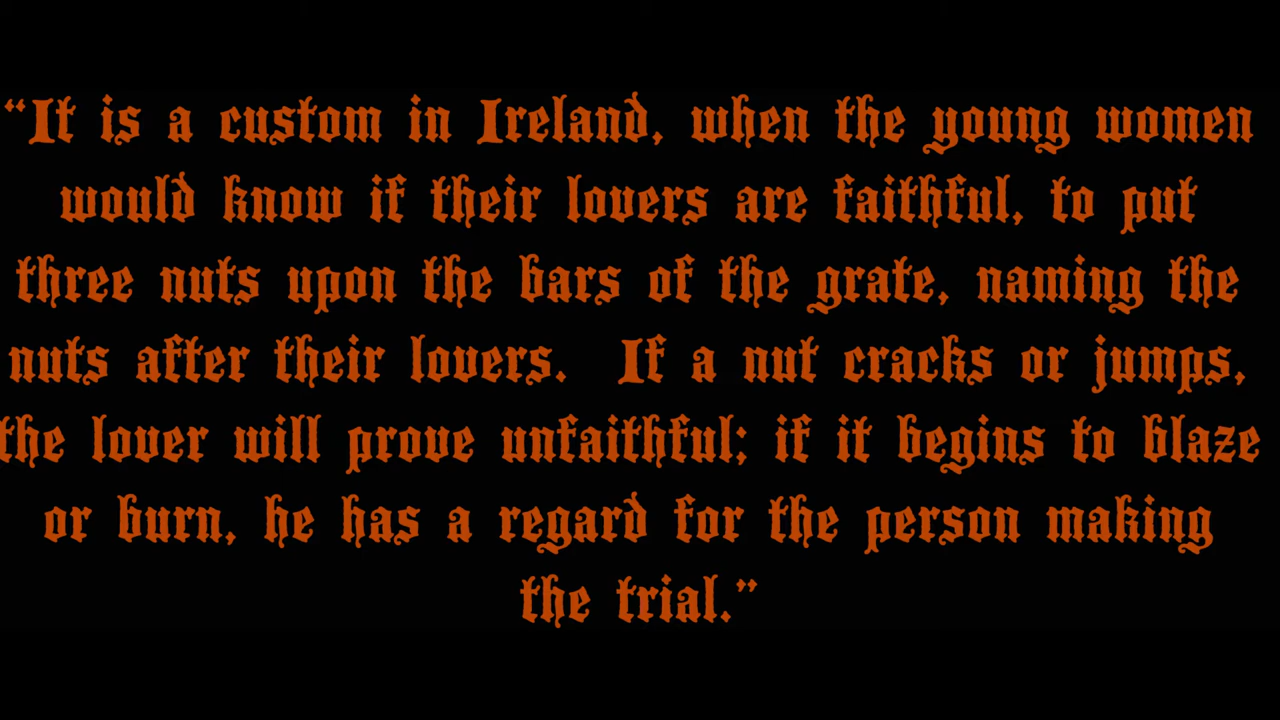 “It is a custom in Ireland, when the young women
would know if their lovers are faithful, to put
three nuts upon the bars of the grate, naming the
nuts after their lovers.  If a nut cracks or jumps,
the lover will prove unfaithful; if it begins to blaze
or burn, he has a regard for the person making
the trial.”